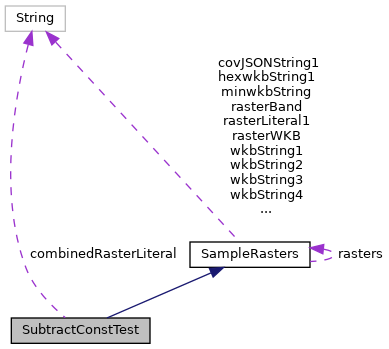 String
covJSONString1
hexwkbString1
minwkbString
rasterBand
rasterLiteral1
rasterWKB
wkbString1
wkbString2
wkbString3
wkbString4
...
combinedRasterLiteral
SampleRasters
rasters
SubtractConstTest